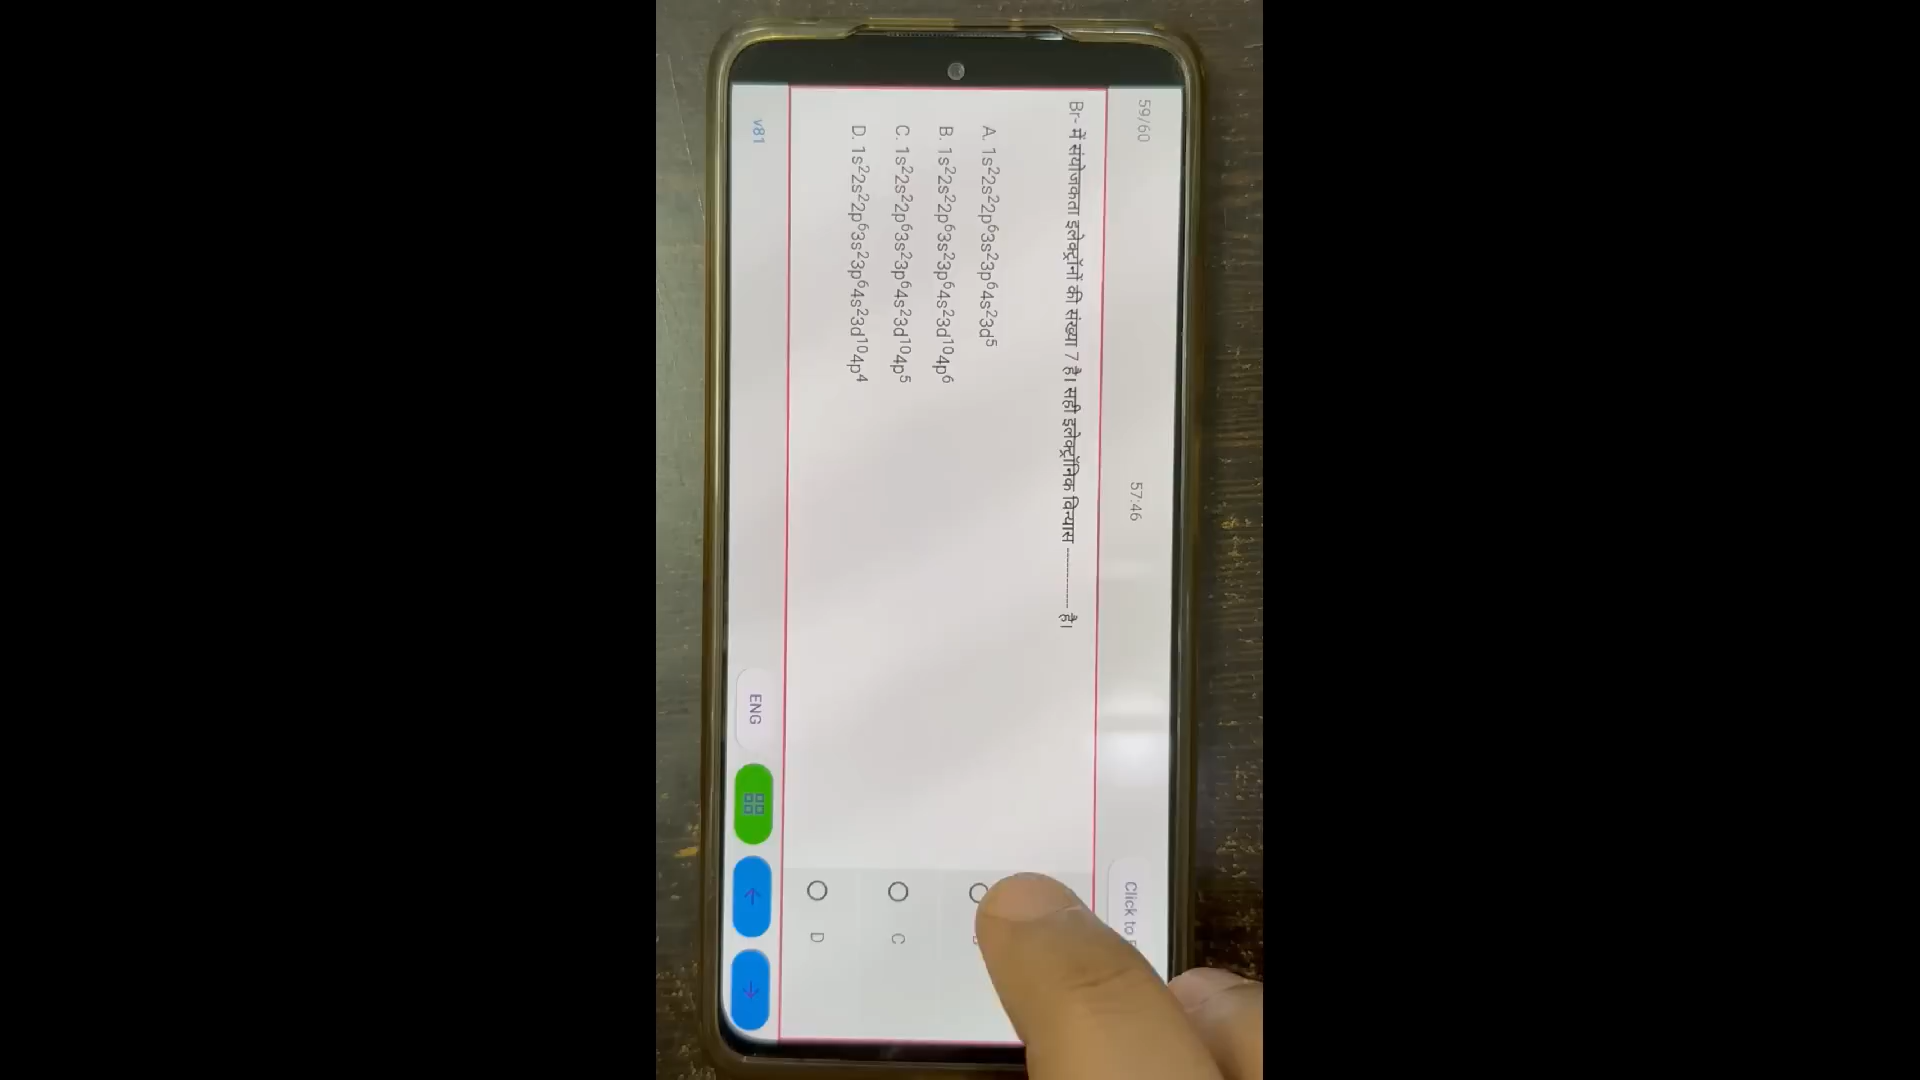 59/60
57:46
Click to
Br- में संयोजकता इलेक्ट्रॉनों की संख्या 7 है। सही इलेक्ट्रॉनिक विन्यास ------------ है।
A. 1s²2s²2p⁶3s²3p⁶4s²3d⁵
B. 1s²2s²2p⁶3s²3p⁶4s²3d¹⁰4p⁶
C. 1s²2s²2p⁶3s²3p⁶4s²3d¹⁰4p⁵
D. 1s²2s²2p⁶3s²3p⁶4s²3d¹⁰4p⁴
C
D
v81
ENG